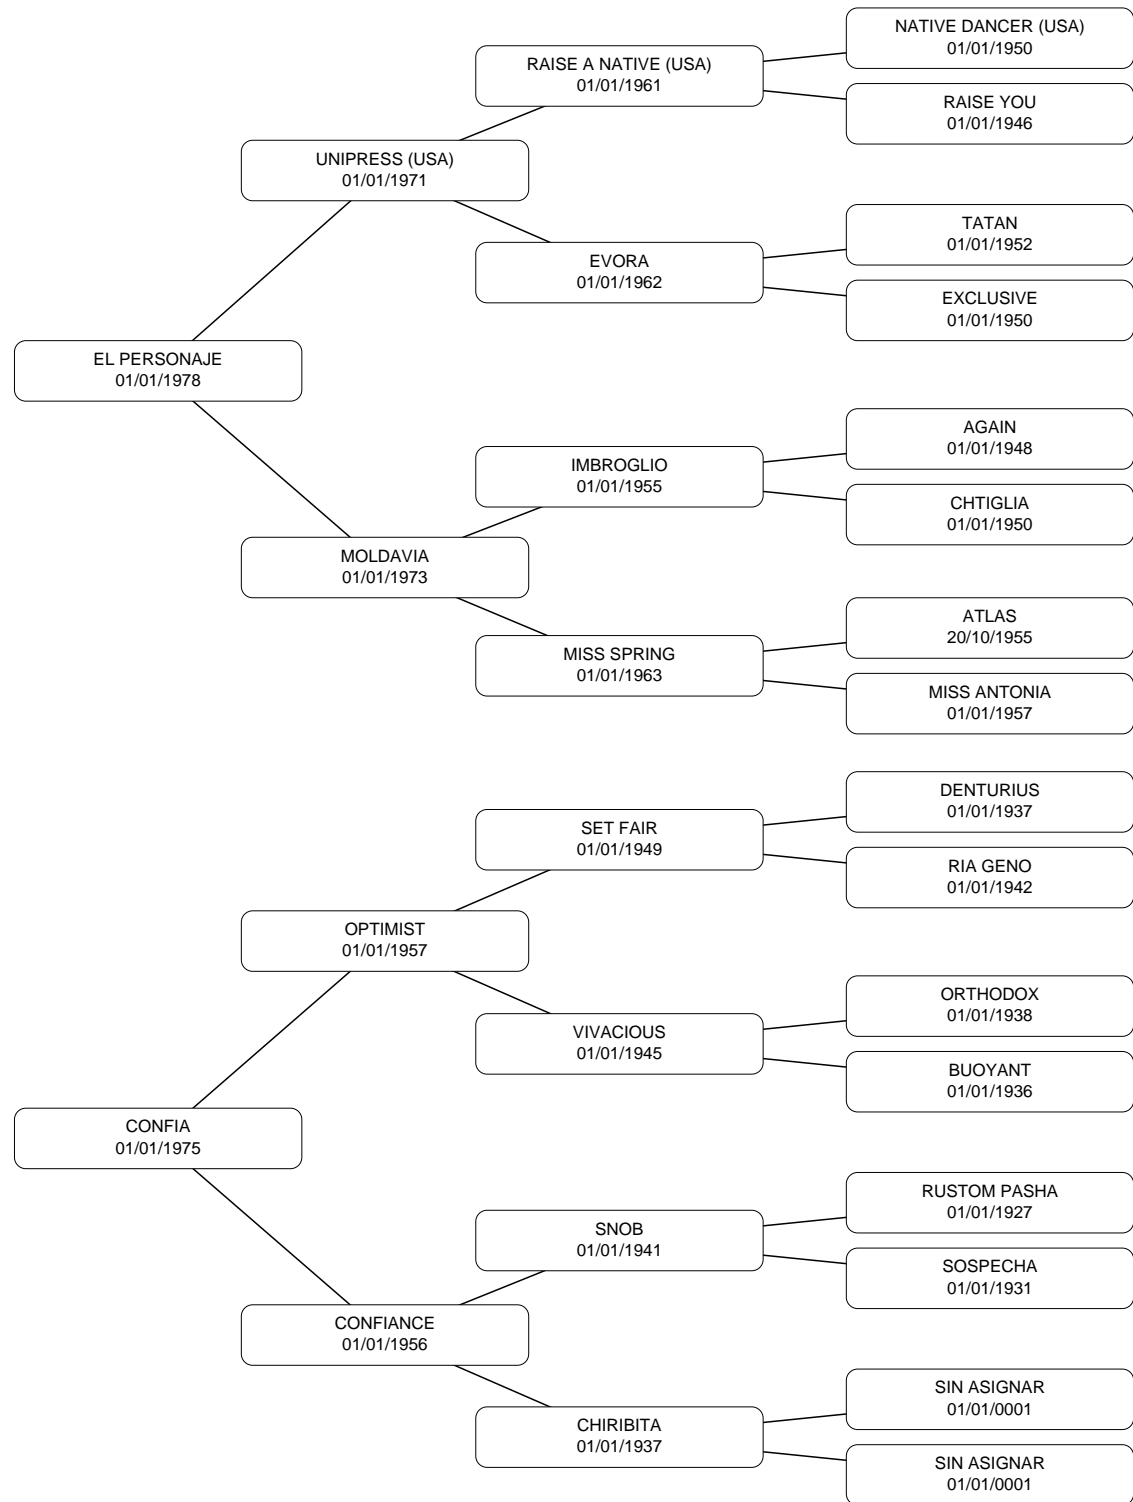 NATIVE DANCER (USA)
01/01/1950
RAISE A NATIVE (USA)
01/01/1961
RAISE YOU
01/01/1946
UNIPRESS (USA)
01/01/1971
TATAN
01/01/1952
EVORA
01/01/1962
EXCLUSIVE
01/01/1950
EL PERSONAJE
01/01/1978
AGAIN
01/01/1948
IMBROGLIO
01/01/1955
CHTIGLIA
01/01/1950
MOLDAVIA
01/01/1973
ATLAS
20/10/1955
MISS SPRING
01/01/1963
MISS ANTONIA
01/01/1957
DENTURIUS
01/01/1937
SET FAIR
01/01/1949
RIA GENO
01/01/1942
OPTIMIST
01/01/1957
ORTHODOX
01/01/1938
VIVACIOUS
01/01/1945
BUOYANT
01/01/1936
CONFIA
01/01/1975
RUSTOM PASHA
01/01/1927
SNOB
01/01/1941
SOSPECHA
01/01/1931
CONFIANCE
01/01/1956
SIN ASIGNAR
01/01/0001
CHIRIBITA
01/01/1937
SIN ASIGNAR
01/01/0001